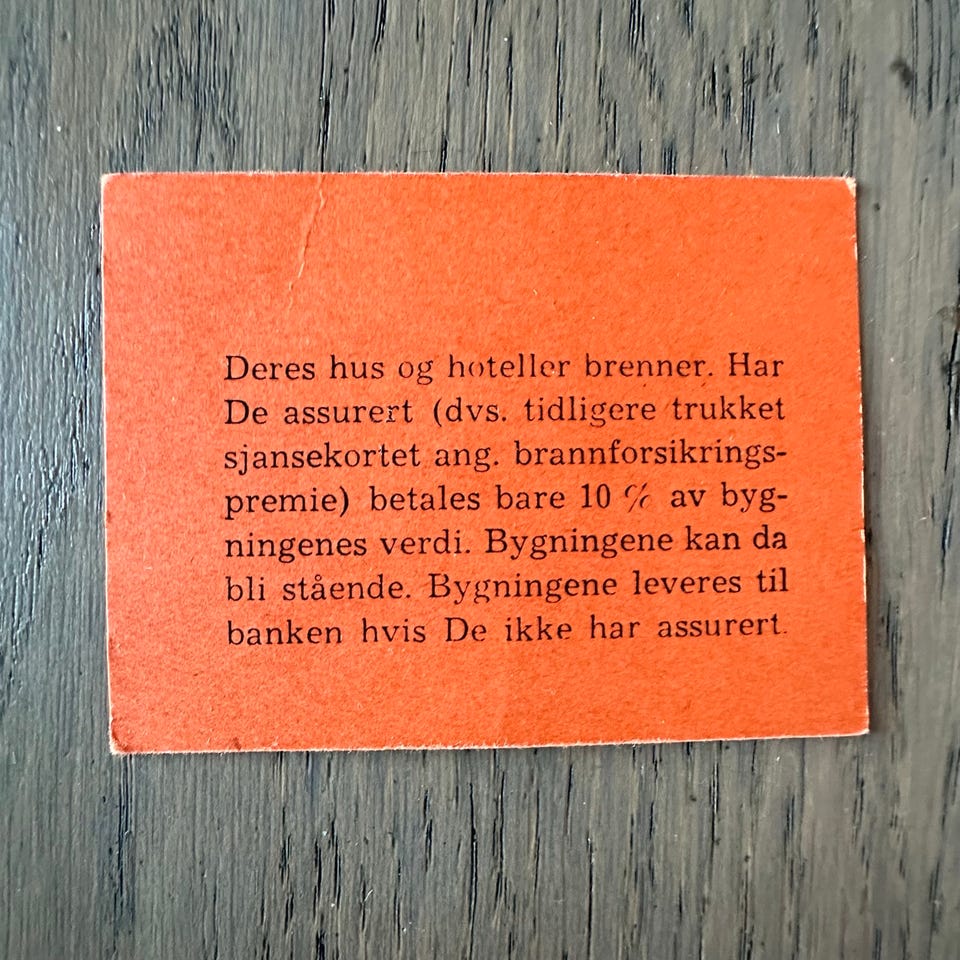 Deres hus og hoteller brenner. Har
De assurert (dvs. tidligere trukket
sjansekortet ang. brannforsikrings-
premie) betales bare 10 % av byg-
ningenes verdi. Bygningene kan da
bli stående. Bygningene leveres til
banken hvis De ikke har assurert.